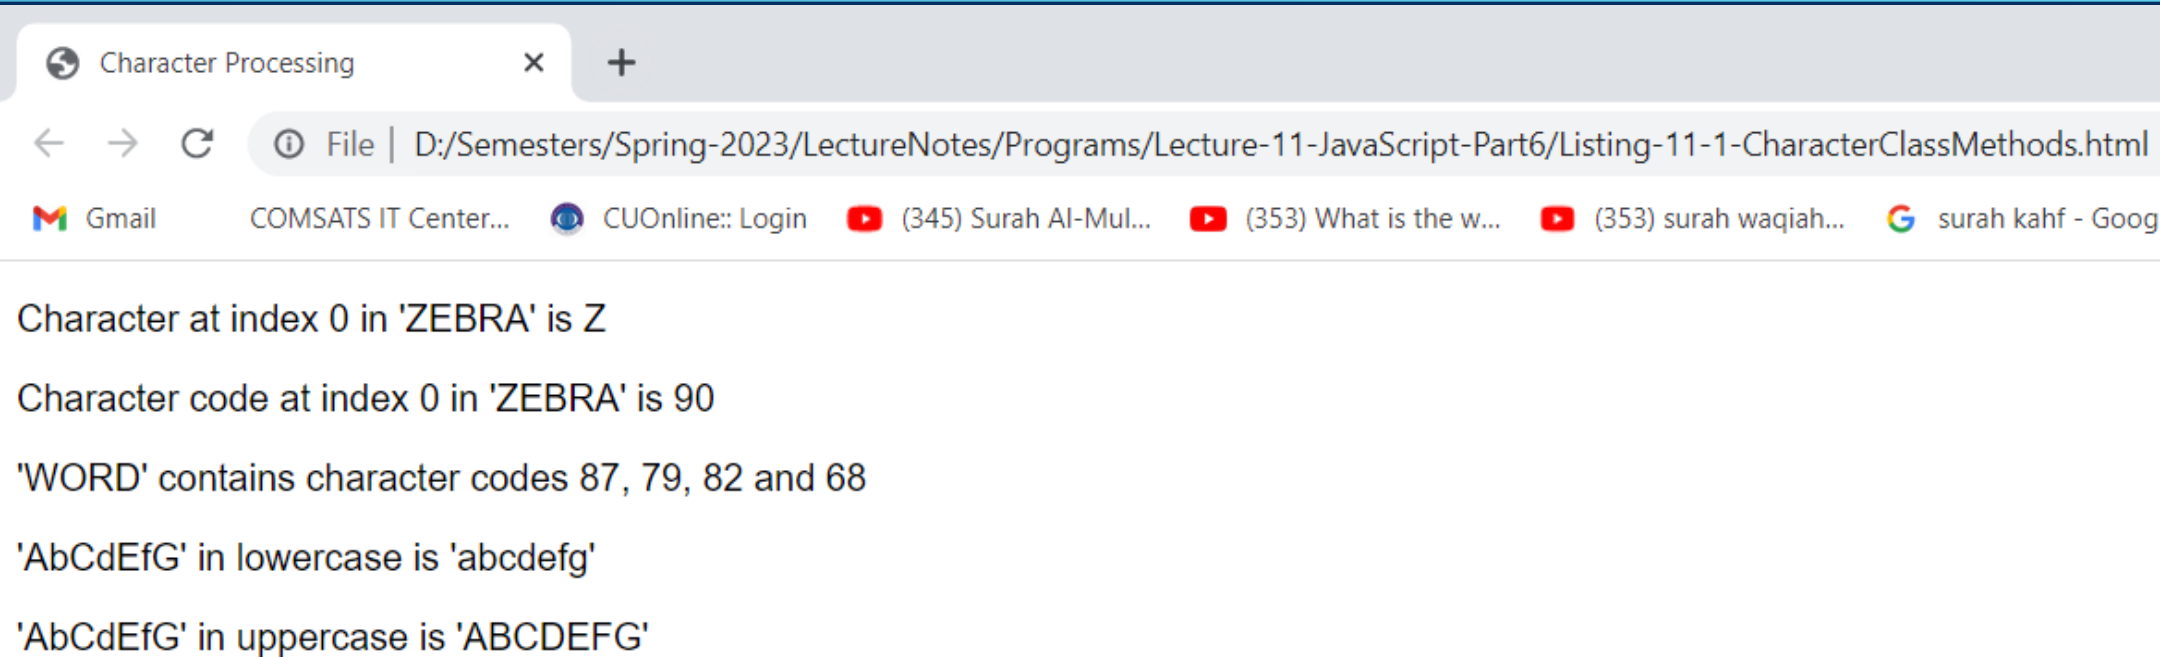 Character Processing
File | D:/Semesters/Spring-2023/LectureNotes/Programs/Lecture-11-JavaScript-Part6/Listing-11-1-CharacterClassMethods.html
Gmail COMSATS IT Center... CUOnline:: Login (345) Surah Al-Mul... (353) What is the w... (353) surah waqiah... surah kahf - Goog
Character at index 0 in 'ZEBRA' is Z
Character code at index 0 in 'ZEBRA' is 90
'WORD' contains character codes 87, 79, 82 and 68
'AbCdEfG' in lowercase is 'abcdefg'
'AbCdEfG' in uppercase is 'ABCDEFG'